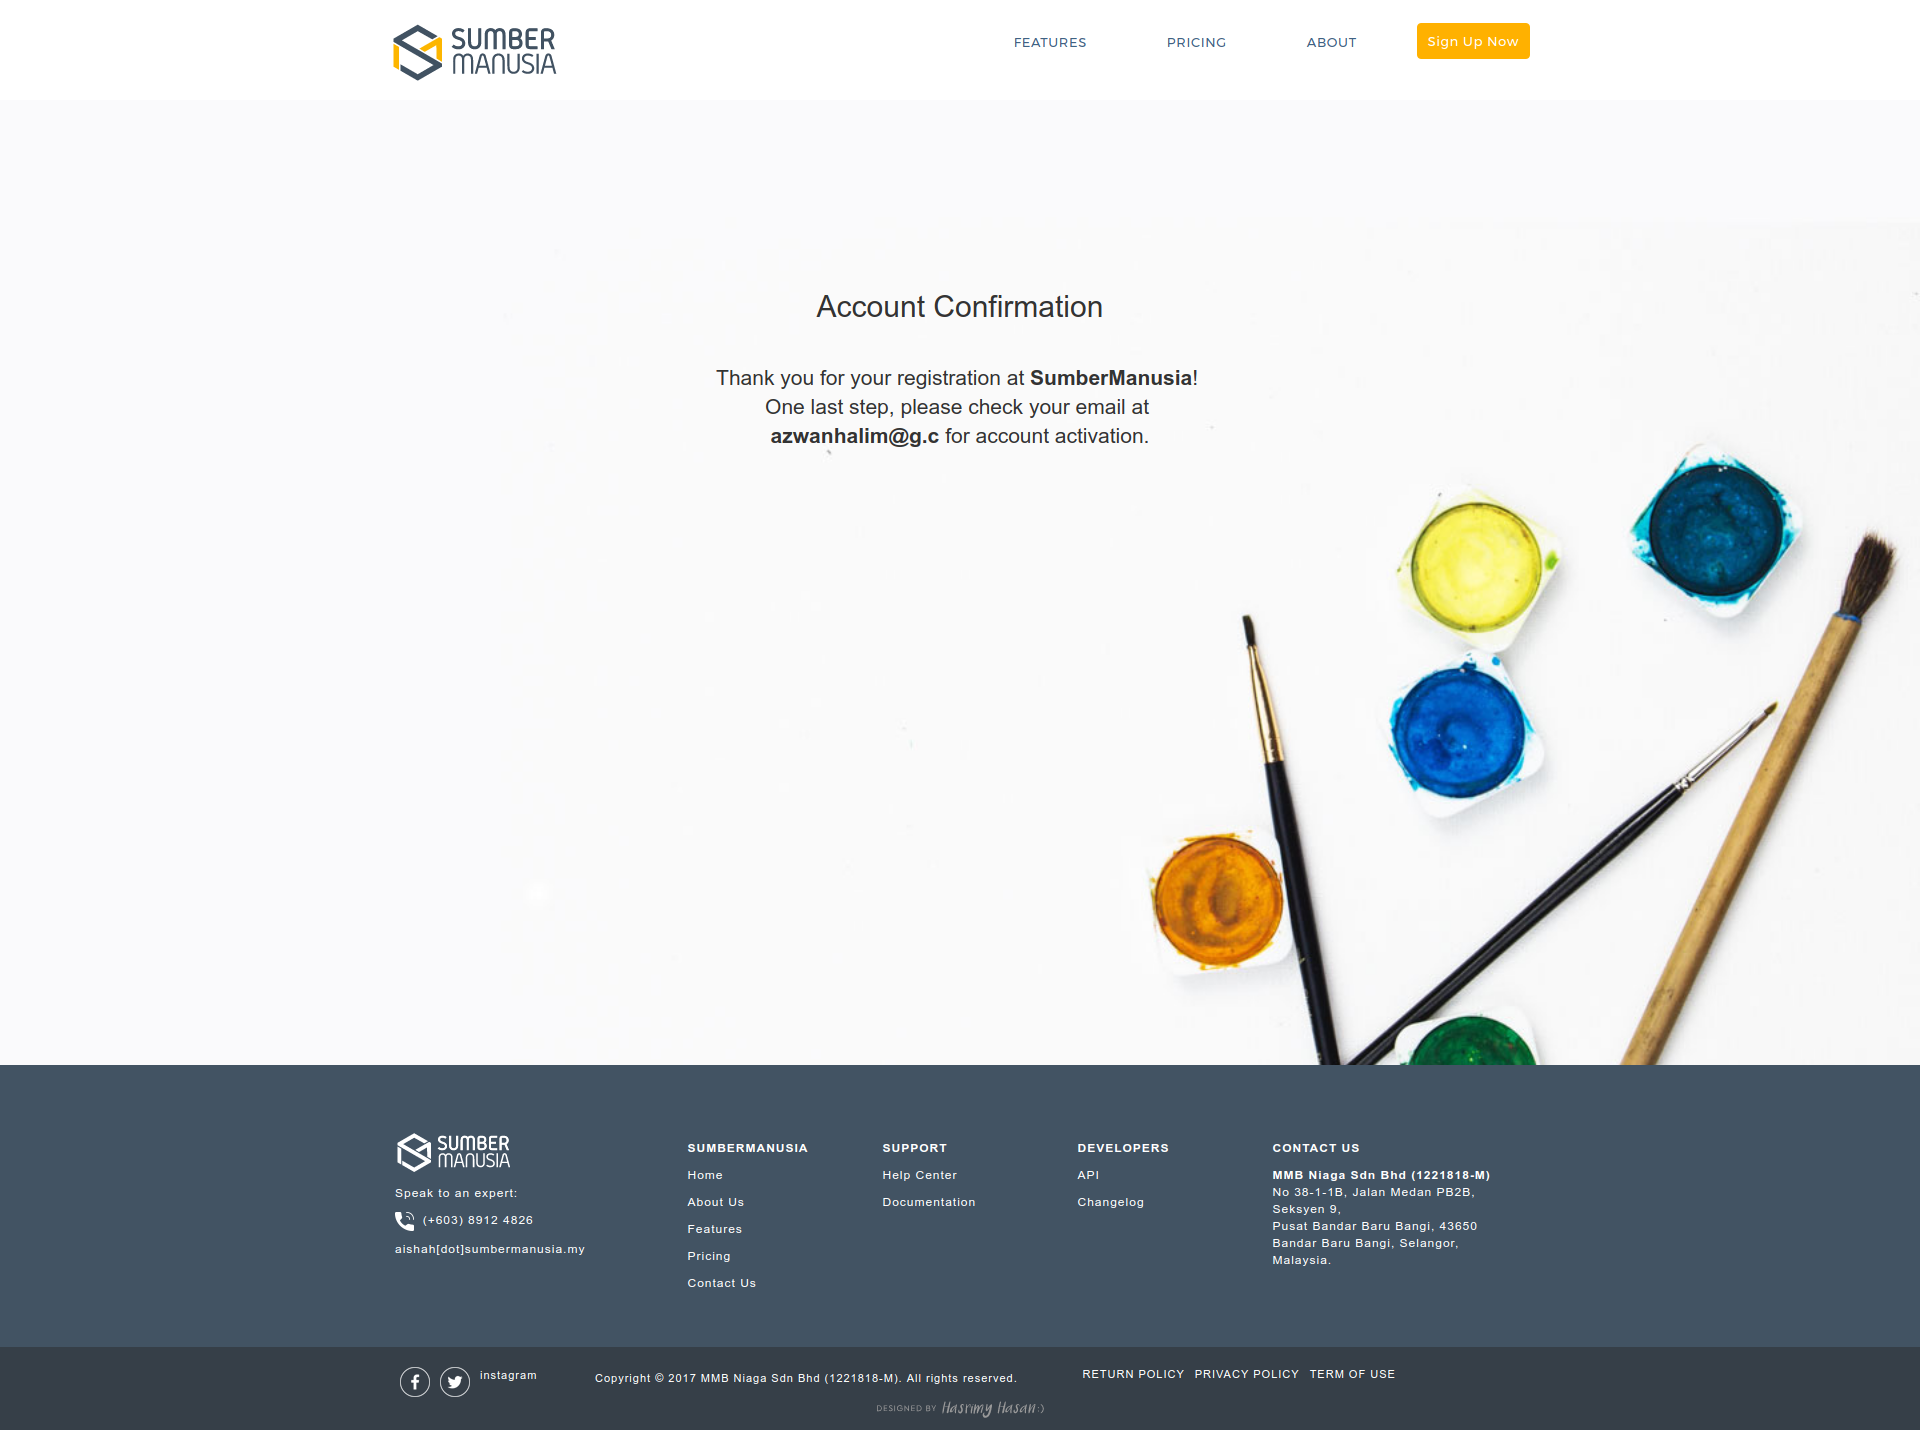 SUMBER
MANUSIA
FEATURES
PRICING
ABOUT
Sign Up Now
Account Confirmation
Thank you for your registration at SumberManusia!
One last step, please check your email at
azwanhalim@g.c for account activation.
SUMBER
MANUSIA
Speak to an expert:
(+603) 8912 4826
aishah[dot]sumbermanusia.my
SUMBERMANUSIA
Home
About Us
Features
Pricing
Contact Us
SUPPORT
Help Center
Documentation
DEVELOPERS
API
Changelog
CONTACT US
MMB Niaga Sdn Bhd (1221818-M)
No 38-1-1B, Jalan Medan PB2B,
Seksyen 9,
Pusat Bandar Baru Bangi, 43650
Bandar Baru Bangi, Selangor,
Malaysia.
instagram
Copyright © 2017 MMB Niaga Sdn Bhd (1221818-M). All rights reserved.
RETURN POLICY PRIVACY POLICY TERM OF USE
DESIGNED BY Hasrimy Hasan :)